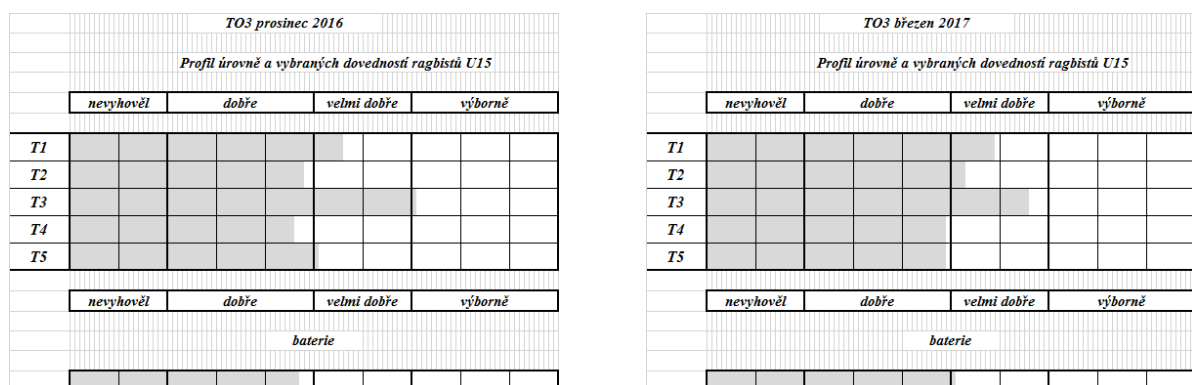 TO3 prosinec 2016
Profil úrovně a vybraných dovedností ragbistů U15
nevyhověl dobře velmi dobře výborně
T1
T2
T3
T4
T5
nevyhověl dobře velmi dobře výborně
baterie
TO3 březen 2017
Profil úrovně a vybraných dovedností ragbistů U15
nevyhověl dobře velmi dobře výborně
T1
T2
T3
T4
T5
nevyhověl dobře velmi dobře výborně
baterie